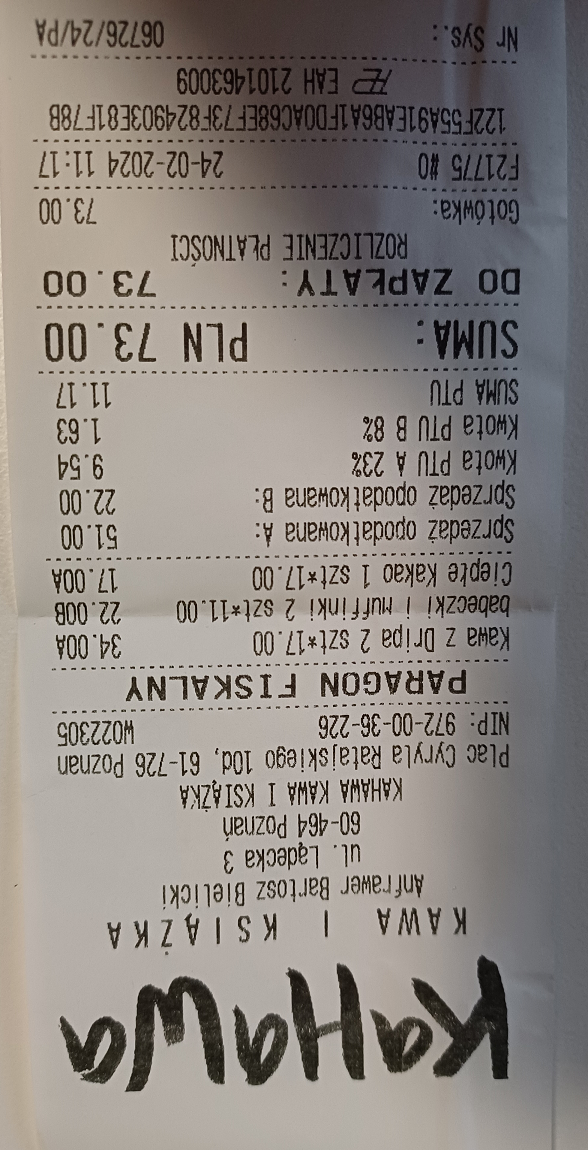 KaHaWa
KAWA I KSIĄŻKA
Anfrawer Bartosz Bielicki
ul. Lądecka 3
60-464 Poznań
KAHAWA KAWA I KSIĄŻKA
Plac Cyryla Ratajskiego 10d, 61-726 Poznań
NIP: 972-00-36-226 W022305
PARAGON FISKALNY
Kawa z Dripa 2 szt*17.00 34.00A
babeczki i muffinki 2 szt*11.00 22.00B
Ciepłe Kakao 1 szt*17.00 17.00A
Sprzedaż opodatkowana A: 51.00
Sprzedaż opodatkowana B: 22.00
Kwota PTU A 23% 9.54
Kwota PTU B 8% 1.63
SUMA PTU 11.17
SUMA: PLN 73.00
DO ZAPŁATY: 73.00
ROZLICZENIE PŁATNOŚCI
Gotówka: 73.00
F21775 #0 24-02-2024 11:17
122F55A91EAB6A1FD0AC68EF73F824903E81F78B
EAH 2101463009
Nr Sys.: 06726/24/PA